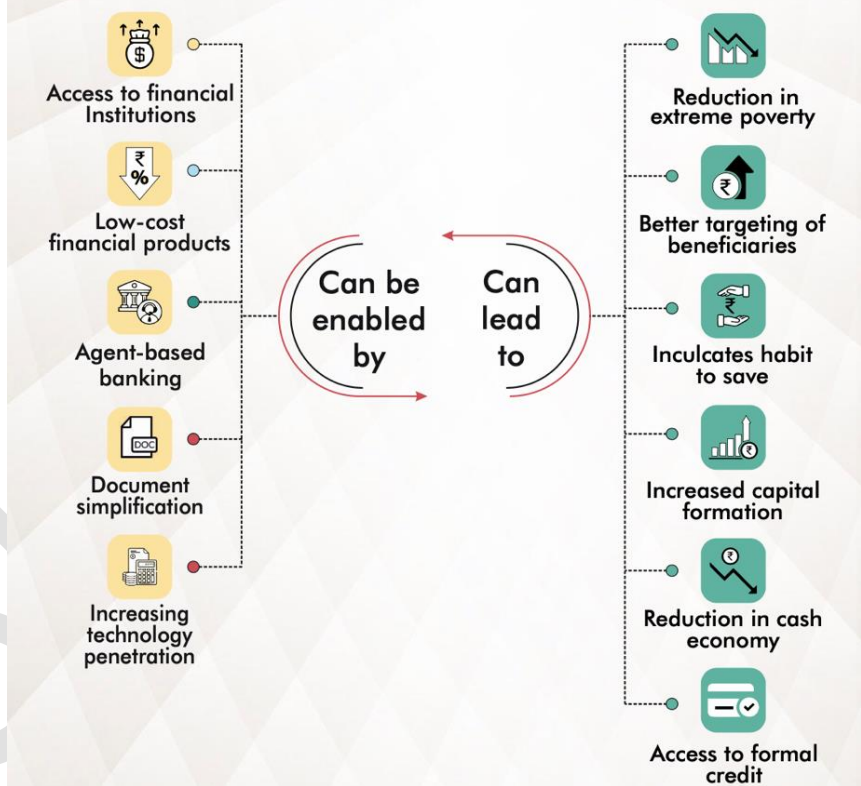 $
Access to financial
Institutions
₹
%
Low-cost
financial products
Agent-based
banking
DOC
Document
simplification
Increasing
technology
penetration
Can be
enabled
by
Can
lead
to
Reduction in
extreme poverty
₹
Better targeting of
beneficiaries
₹
Inculcates habit
to save
₹
Increased capital
formation
₹
Reduction in cash
economy
Access to formal
credit